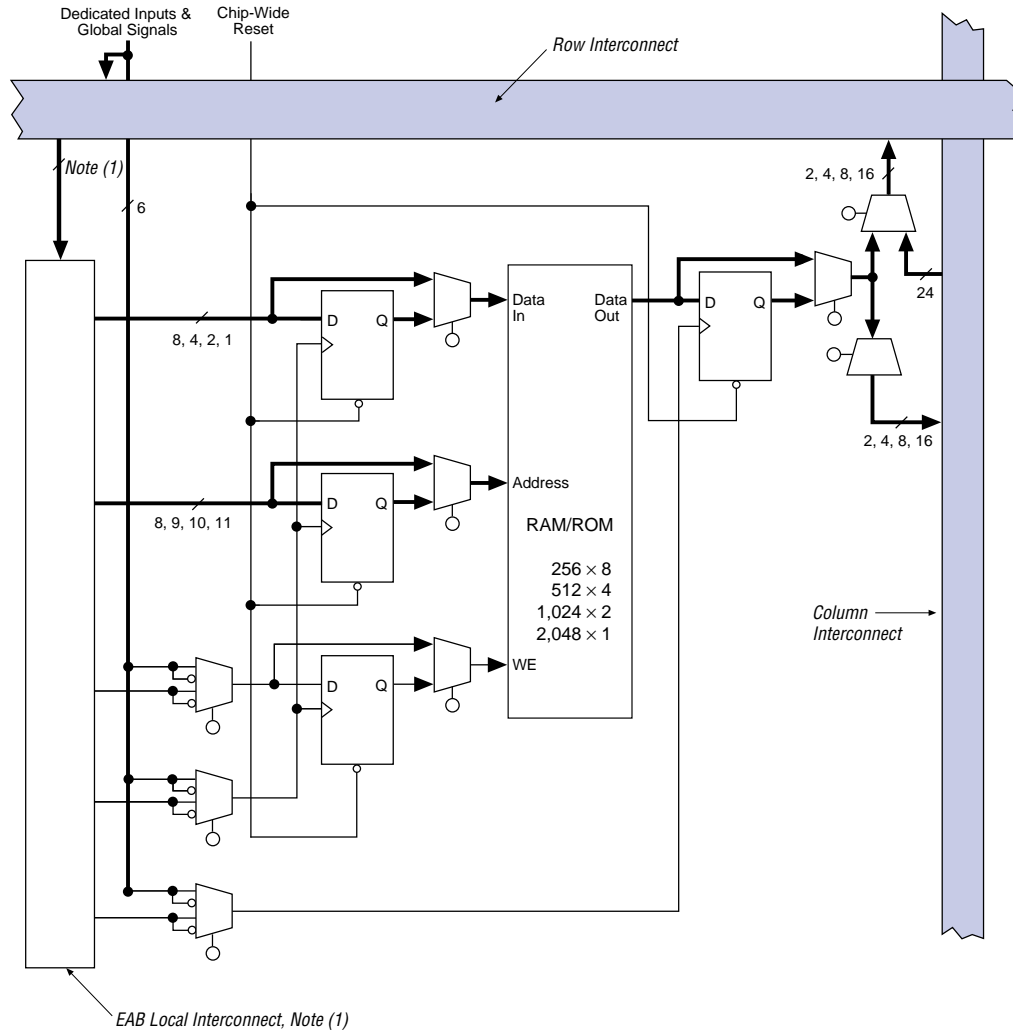 Dedicated Inputs &
Global Signals
Chip-Wide
Reset
Row Interconnect
Note (1)
6
2, 4, 8, 16
24
8, 4, 2, 1
D
Q
Data
In
Data
Out
D
Q
2, 4, 8, 16
8, 9, 10, 11
D
Q
Address
RAM/ROM
256 × 8
512 × 4
1,024 × 2
2,048 × 1
Column
Interconnect
D
Q
WE
EAB Local Interconnect, Note (1)